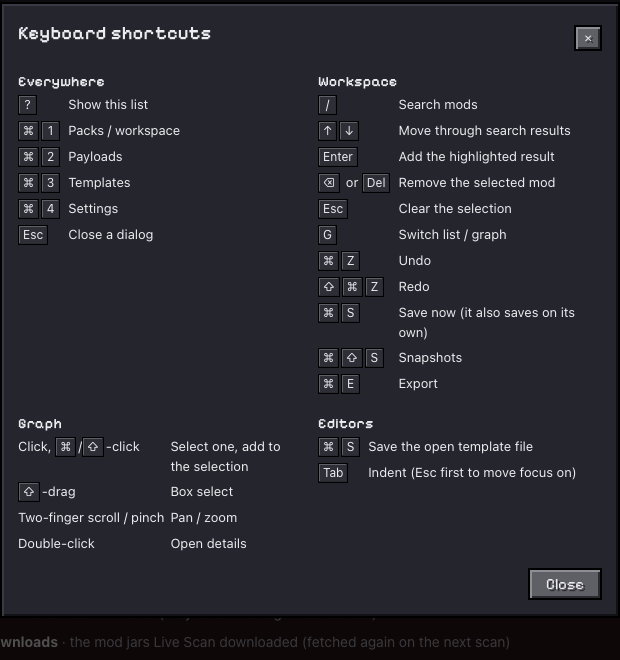 Keyboard shortcuts
×
Everywhere
? Show this list
⌘ 1 Packs / workspace
⌘ 2 Payloads
⌘ 3 Templates
⌘ 4 Settings
Esc Close a dialog
Workspace
/ Search mods
↑ ↓ Move through search results
Enter Add the highlighted result
⌫ or Del Remove the selected mod
Esc Clear the selection
G Switch list / graph
⌘ Z Undo
⇧ ⌘ Z Redo
⌘ S Save now (it also saves on its
own)
⌘ ⇧ S Snapshots
⌘ E Export
Graph
Click, ⌘ / ⇧ -click Select one, add to
the selection
⇧ -drag Box select
Two-finger scroll / pinch Pan / zoom
Double-click Open details
Editors
⌘ S Save the open template file
Tab Indent (Esc first to move focus on)
Close
wnloads · the mod jars Live Scan downloaded (fetched again on the next scan)